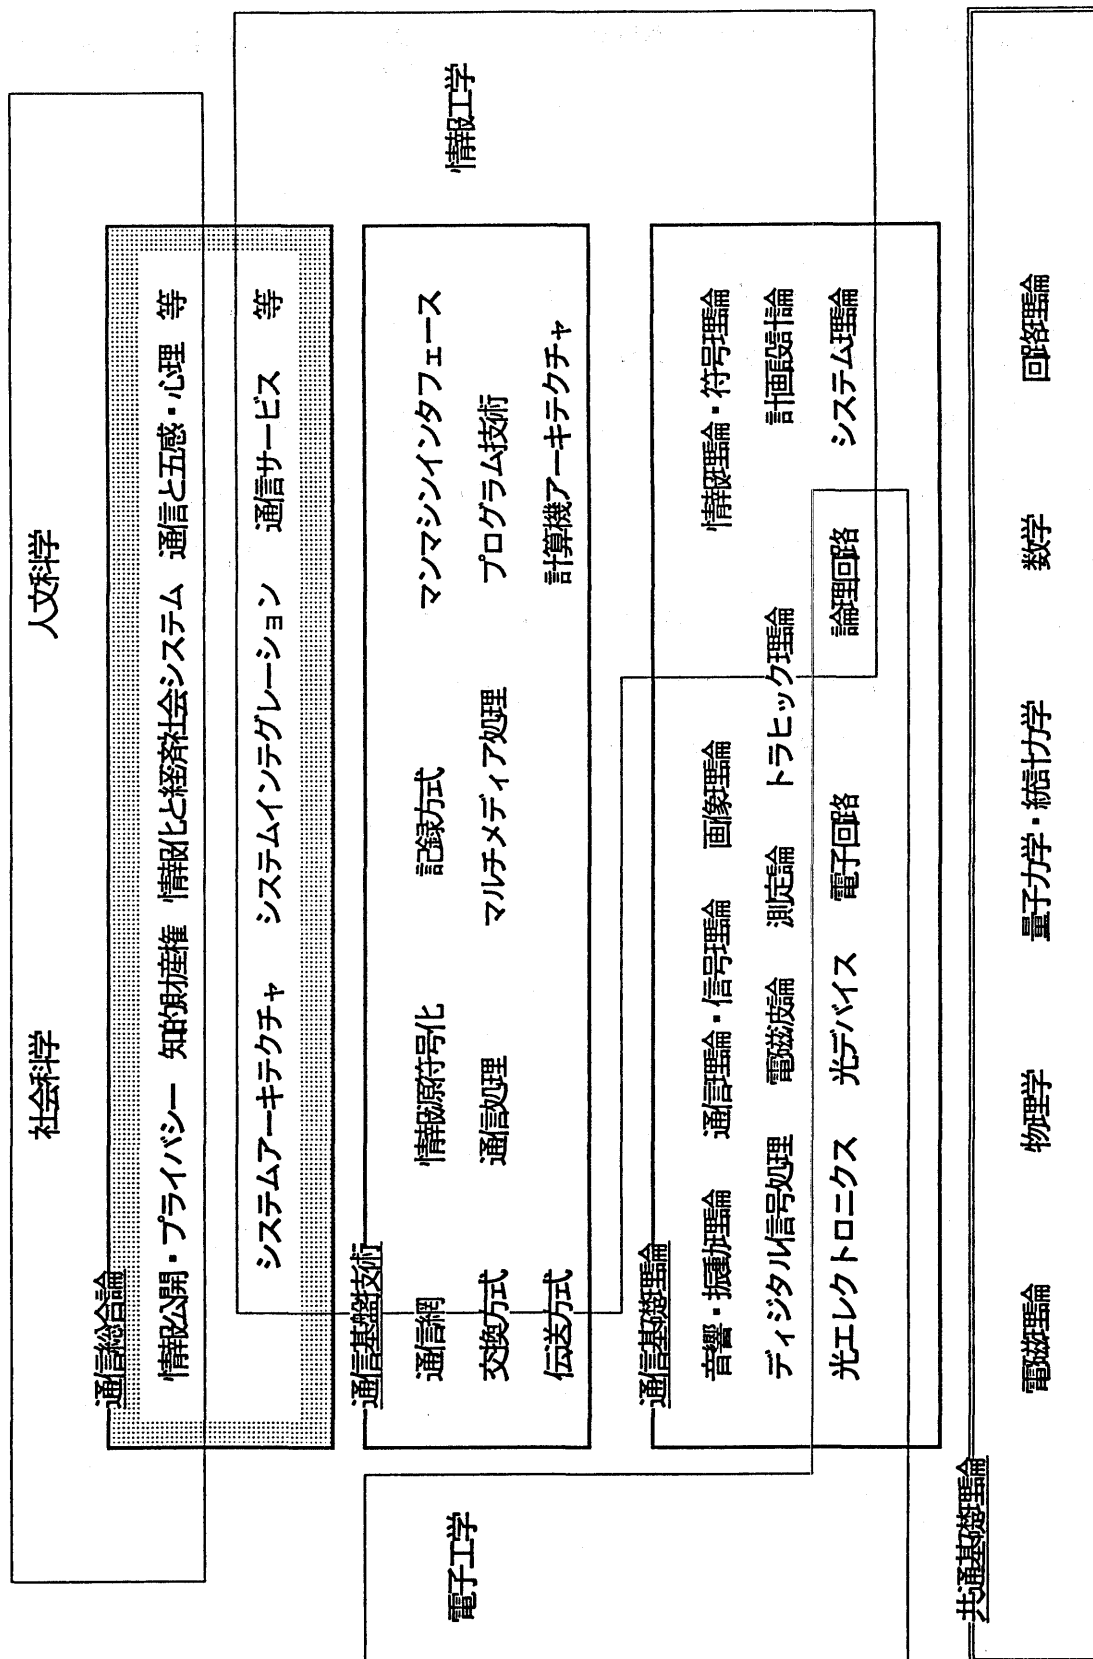 社会科学 人文科学
通信総合論
情報公開・プライバシー 知的財産権 情報化と経済社会システム 通信と五感・心理 等
システムアーキテクチャ システムインテグレーション 通信サービス 等
情報工学
電子工学
通信基盤技術
通信網 情報源符号化 記録方式 マンマシンインタフェース
交換方式 通信処理 マルチメディア処理 プログラム技術
伝送方式 計算機アーキテクチャ
通信基礎理論
音響・振動理論 通信理論・信号理論 画像理論 情報理論・符号理論
ディジタル信号処理 電磁波論 測定論 トラヒック理論 計画設計論
光エレクトロニクス 光デバイス 電子回路 論理回路 システム理論
共通基礎理論
電磁理論 物理学 量子力学・統計力学 数学 回路理論